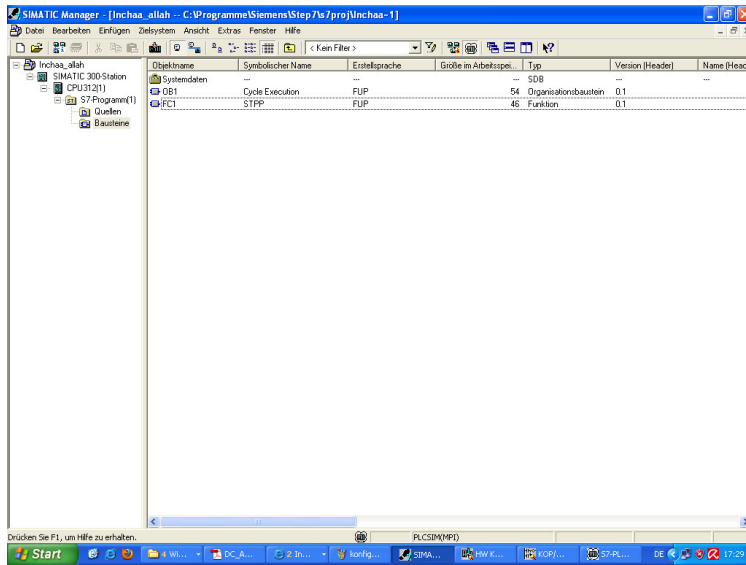 SIMATIC Manager - [Inchaa_allah -- C:\Programme\Siemens\Step7\s7proj\Inchaa-1]
Datei Bearbeiten Einfügen Zielsystem Ansicht Extras Fenster Hilfe
< Kein Filter >
Inchaa_allah
SIMATIC 300-Station
CPU312(1)
S7-Programm(1)
Quellen
Bausteine
Objektname Symbolischer Name Erstellsprache Größe im Arbeitsspei... Typ Version (Header) Name (Head
Systemdaten --- --- --- SDB --- ---
OB1 Cycle Execution FUP 54 Organisationsbaustein 0.1
FC1 STPP FUP 46 Funktion 0.1
Drücken Sie F1, um Hilfe zu erhalten. PLCSIM(MPI)
Start 4 Wi... DC_A... 2 In... konfig... SIMA... HW K... KOP/... S7-PL... DE 17:29